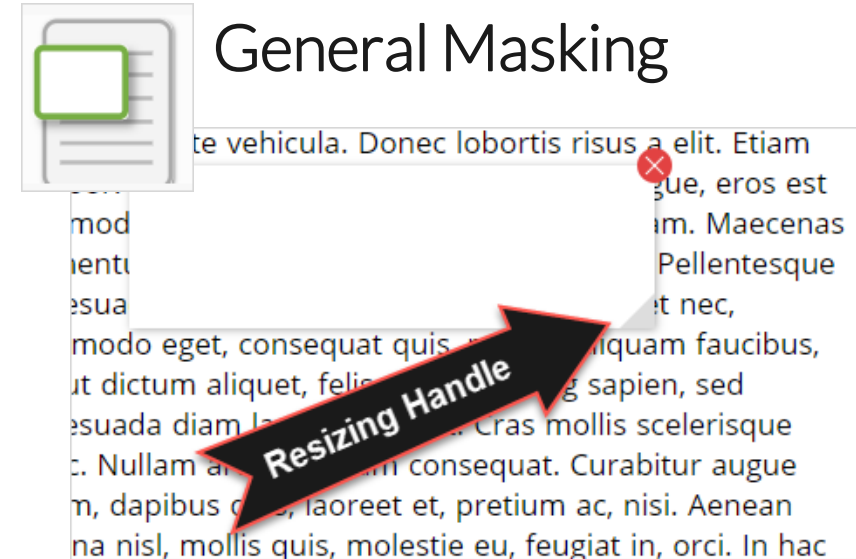 General Masking
te vehicula. Donec lobortis risus a elit. Etiam
gue, eros est
mod am. Maecenas
Pellentesque
esua et nec,
modo eget, consequat quis, liquam faucibus,
ut dictum aliquet, felis g sapien, sed
esuada diam Cras mollis scelerisque
c. Nullam consequat. Curabitur augue
m, dapibus laoreet et, pretium ac, nisi. Aenean
na nisl, mollis quis, molestie eu, feugiat in, orci. In hac
Resizing Handle